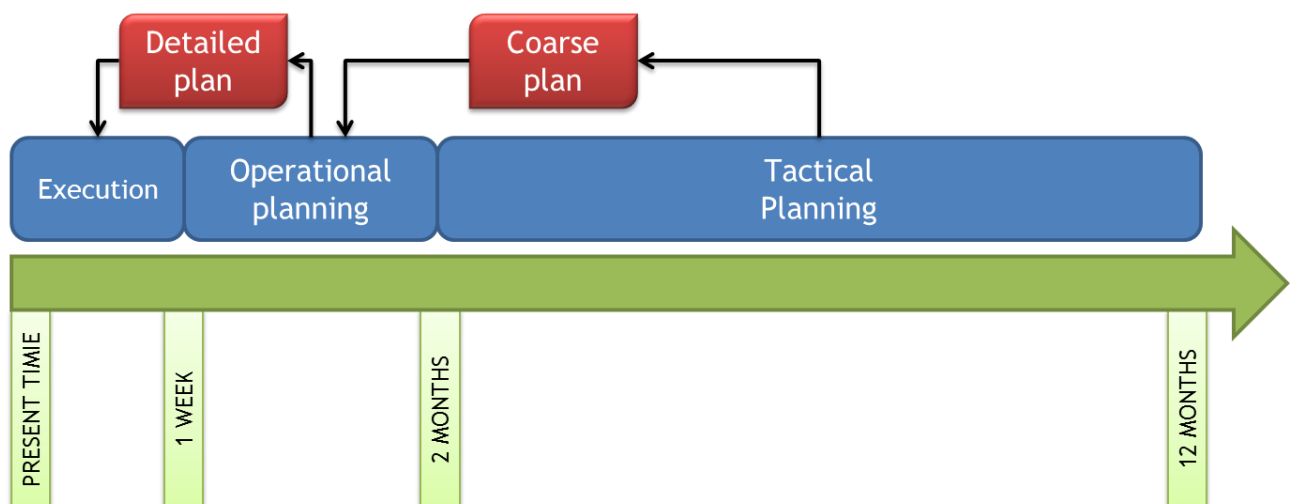 Detailed
plan
Coarse
plan
Execution
Operational
planning
Tactical
Planning
PRESENT TIMIE
1 WEEK
2 MONTHS
12 MONTHS